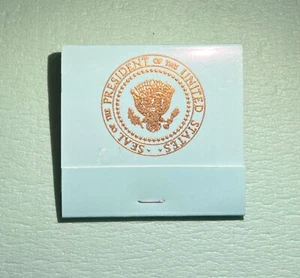 SEAL OF THE PRESIDENT OF THE UNITED STATES